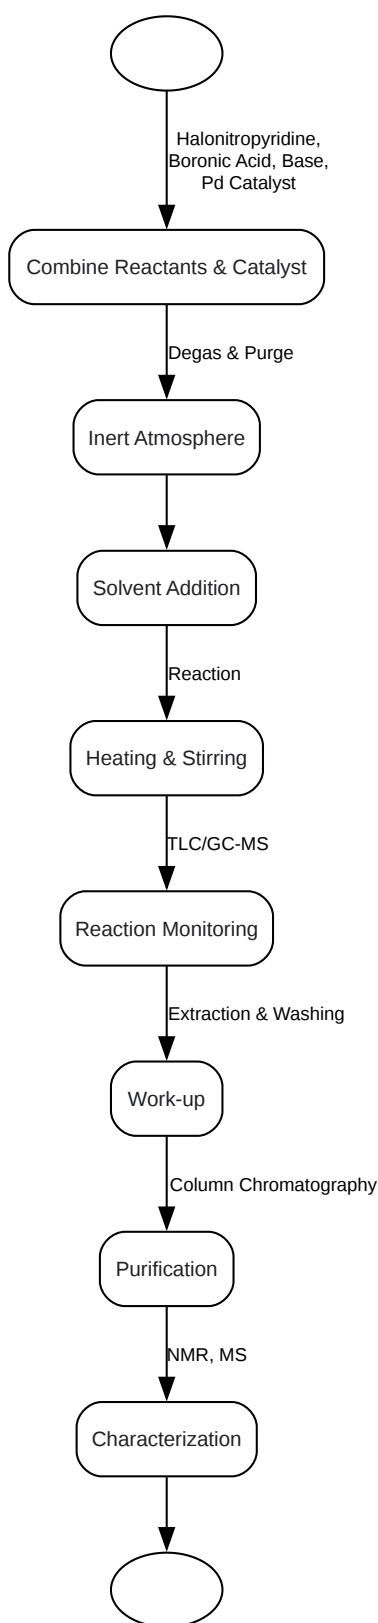 Halonitropyridine,
Boronic Acid, Base,
Pd Catalyst
Combine Reactants & Catalyst
Degas & Purge
Inert Atmosphere
Solvent Addition
Reaction
Heating & Stirring
TLC/GC-MS
Reaction Monitoring
Extraction & Washing
Work-up
Column Chromatography
Purification
NMR, MS
Characterization